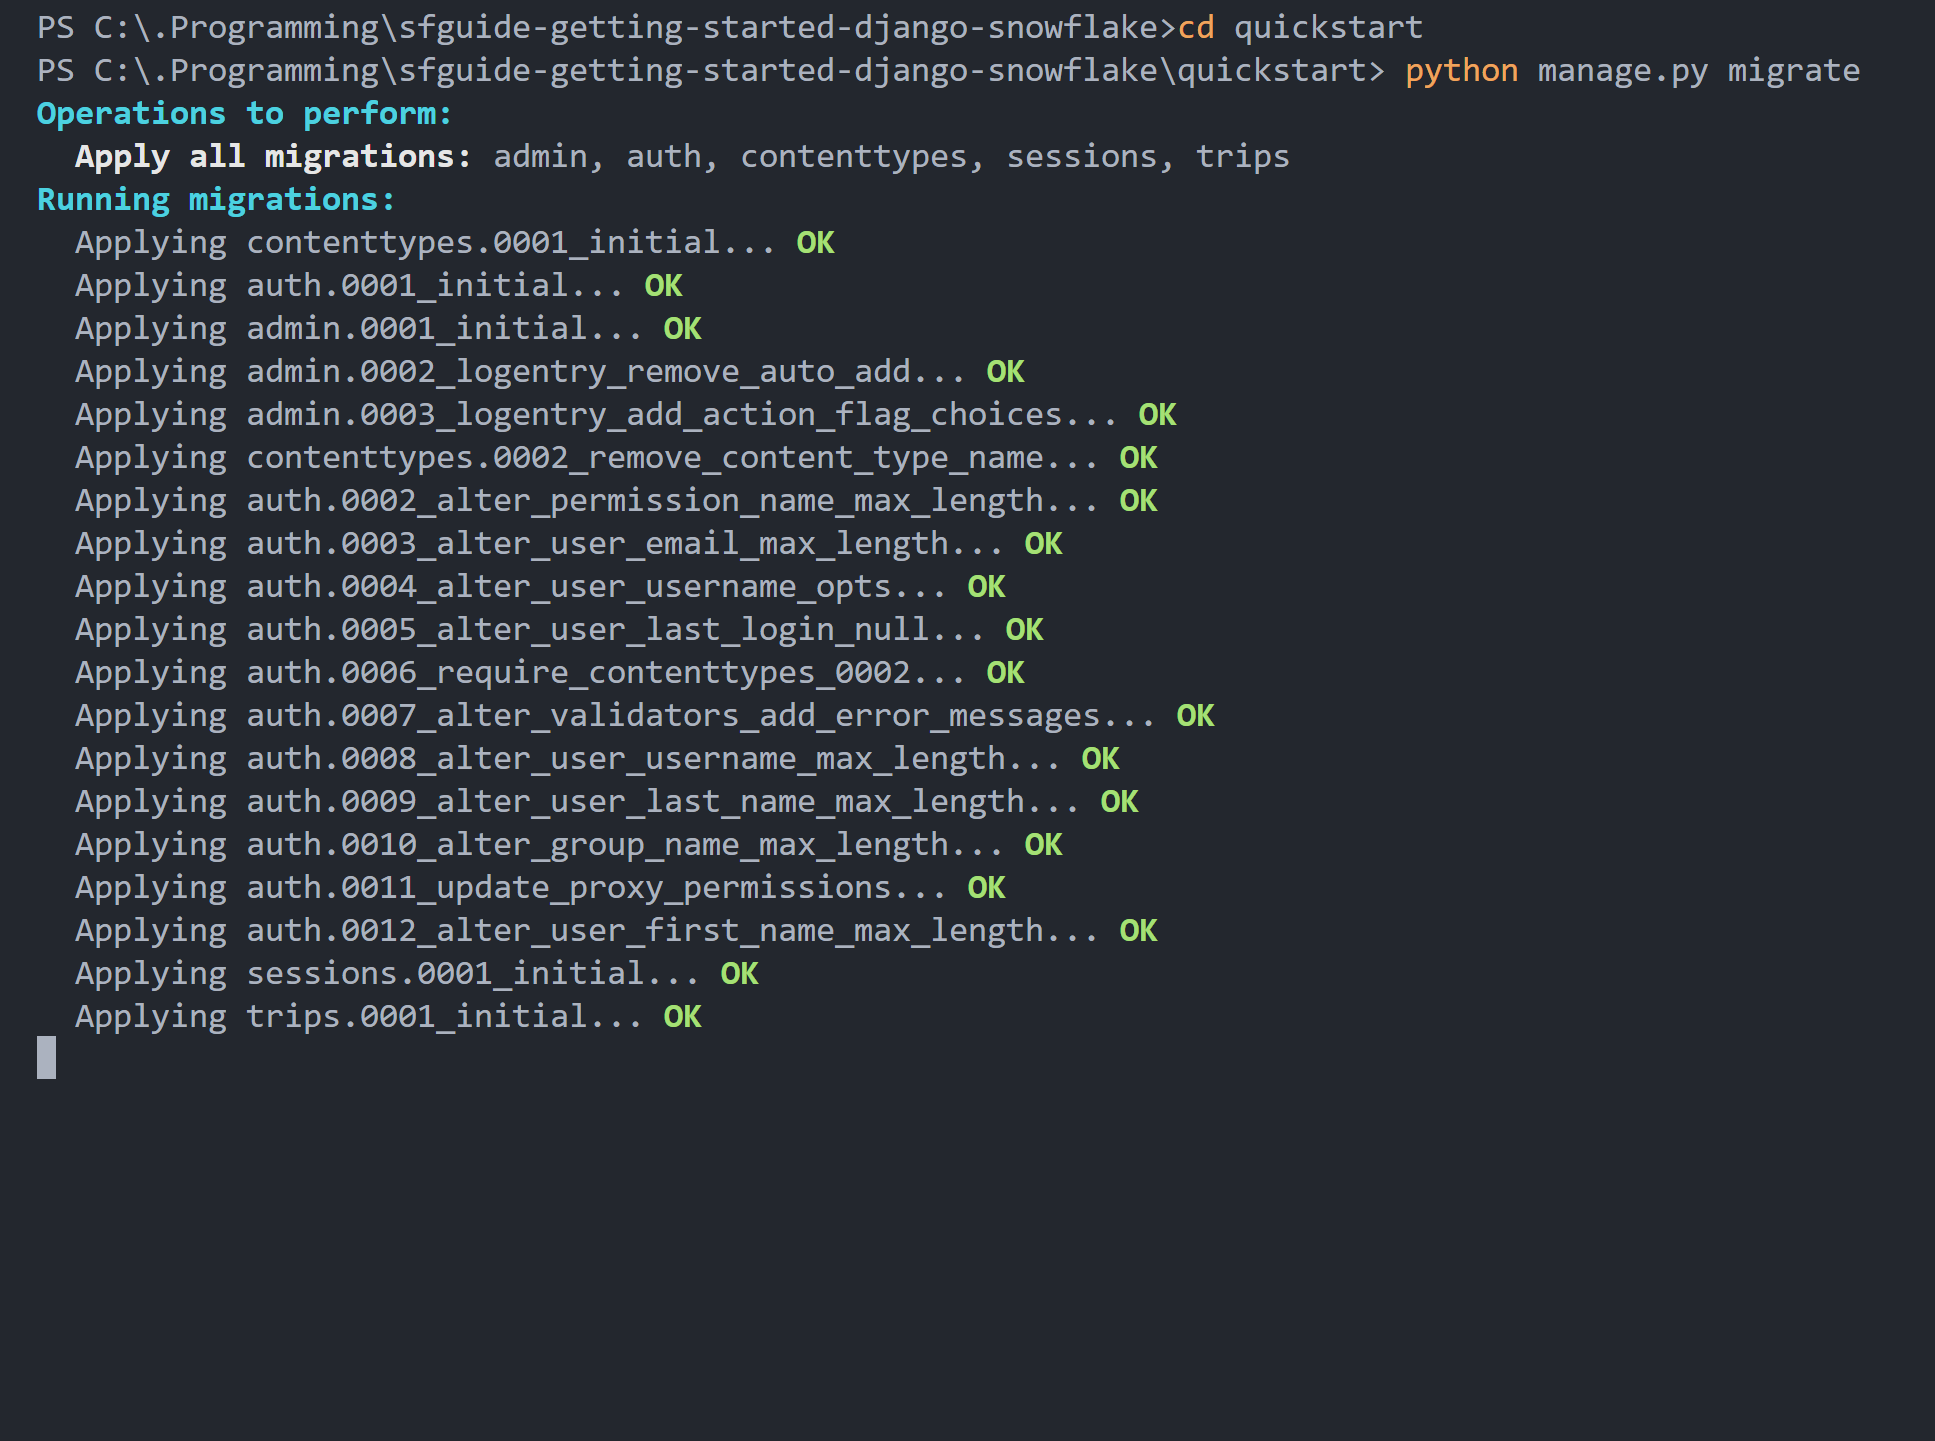 PS C:\.Programming\sfguide-getting-started-django-snowflake>cd quickstart
PS C:\.Programming\sfguide-getting-started-django-snowflake\quickstart> python manage.py migrate
Operations to perform:
  Apply all migrations: admin, auth, contenttypes, sessions, trips
Running migrations:
  Applying contenttypes.0001_initial... OK
  Applying auth.0001_initial... OK
  Applying admin.0001_initial... OK
  Applying admin.0002_logentry_remove_auto_add... OK
  Applying admin.0003_logentry_add_action_flag_choices... OK
  Applying contenttypes.0002_remove_content_type_name... OK
  Applying auth.0002_alter_permission_name_max_length... OK
  Applying auth.0003_alter_user_email_max_length... OK
  Applying auth.0004_alter_user_username_opts... OK
  Applying auth.0005_alter_user_last_login_null... OK
  Applying auth.0006_require_contenttypes_0002... OK
  Applying auth.0007_alter_validators_add_error_messages... OK
  Applying auth.0008_alter_user_username_max_length... OK
  Applying auth.0009_alter_user_last_name_max_length... OK
  Applying auth.0010_alter_group_name_max_length... OK
  Applying auth.0011_update_proxy_permissions... OK
  Applying auth.0012_alter_user_first_name_max_length... OK
  Applying sessions.0001_initial... OK
  Applying trips.0001_initial... OK